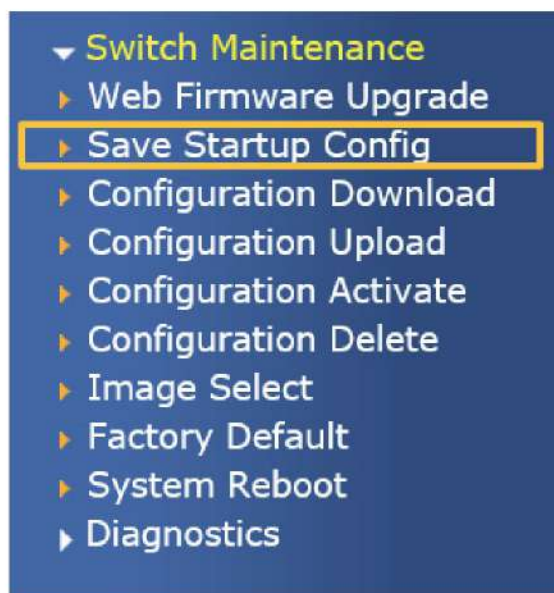 Switch Maintenance
Web Firmware Upgrade
Save Startup Config
Configuration Download
Configuration Upload
Configuration Activate
Configuration Delete
Image Select
Factory Default
System Reboot
Diagnostics